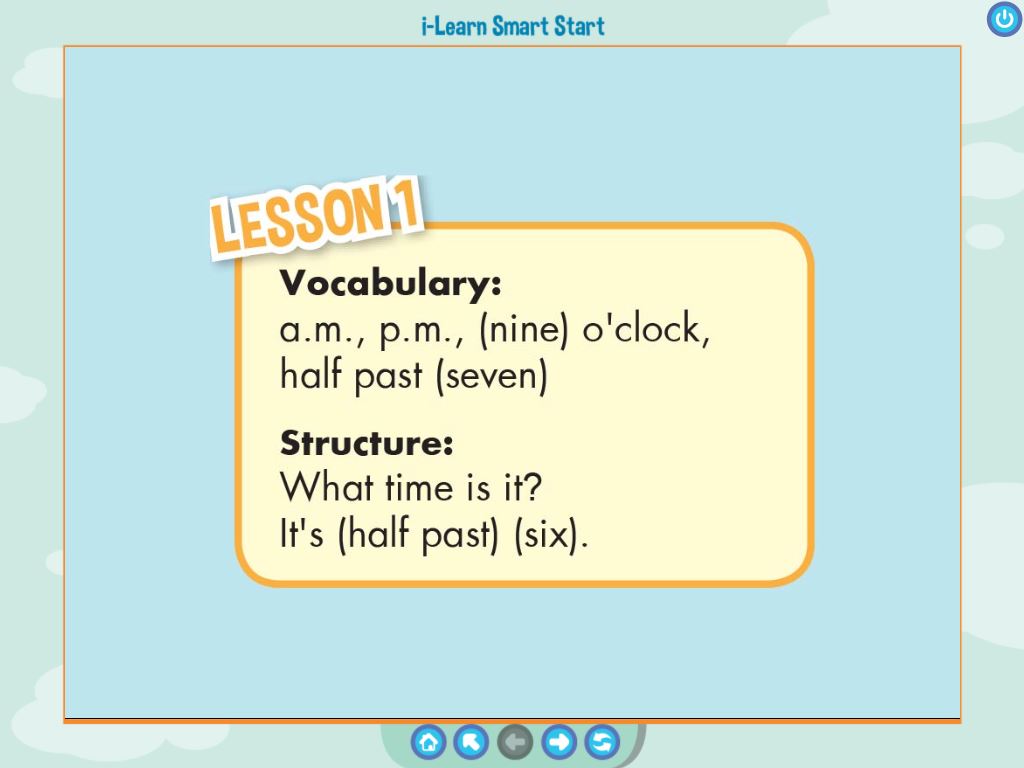 i-Learn Smart Start
LESSON 1
Vocabulary:
a.m., p.m., (nine) o'clock,
half past (seven)
Structure:
What time is it?
It's (half past) (six).